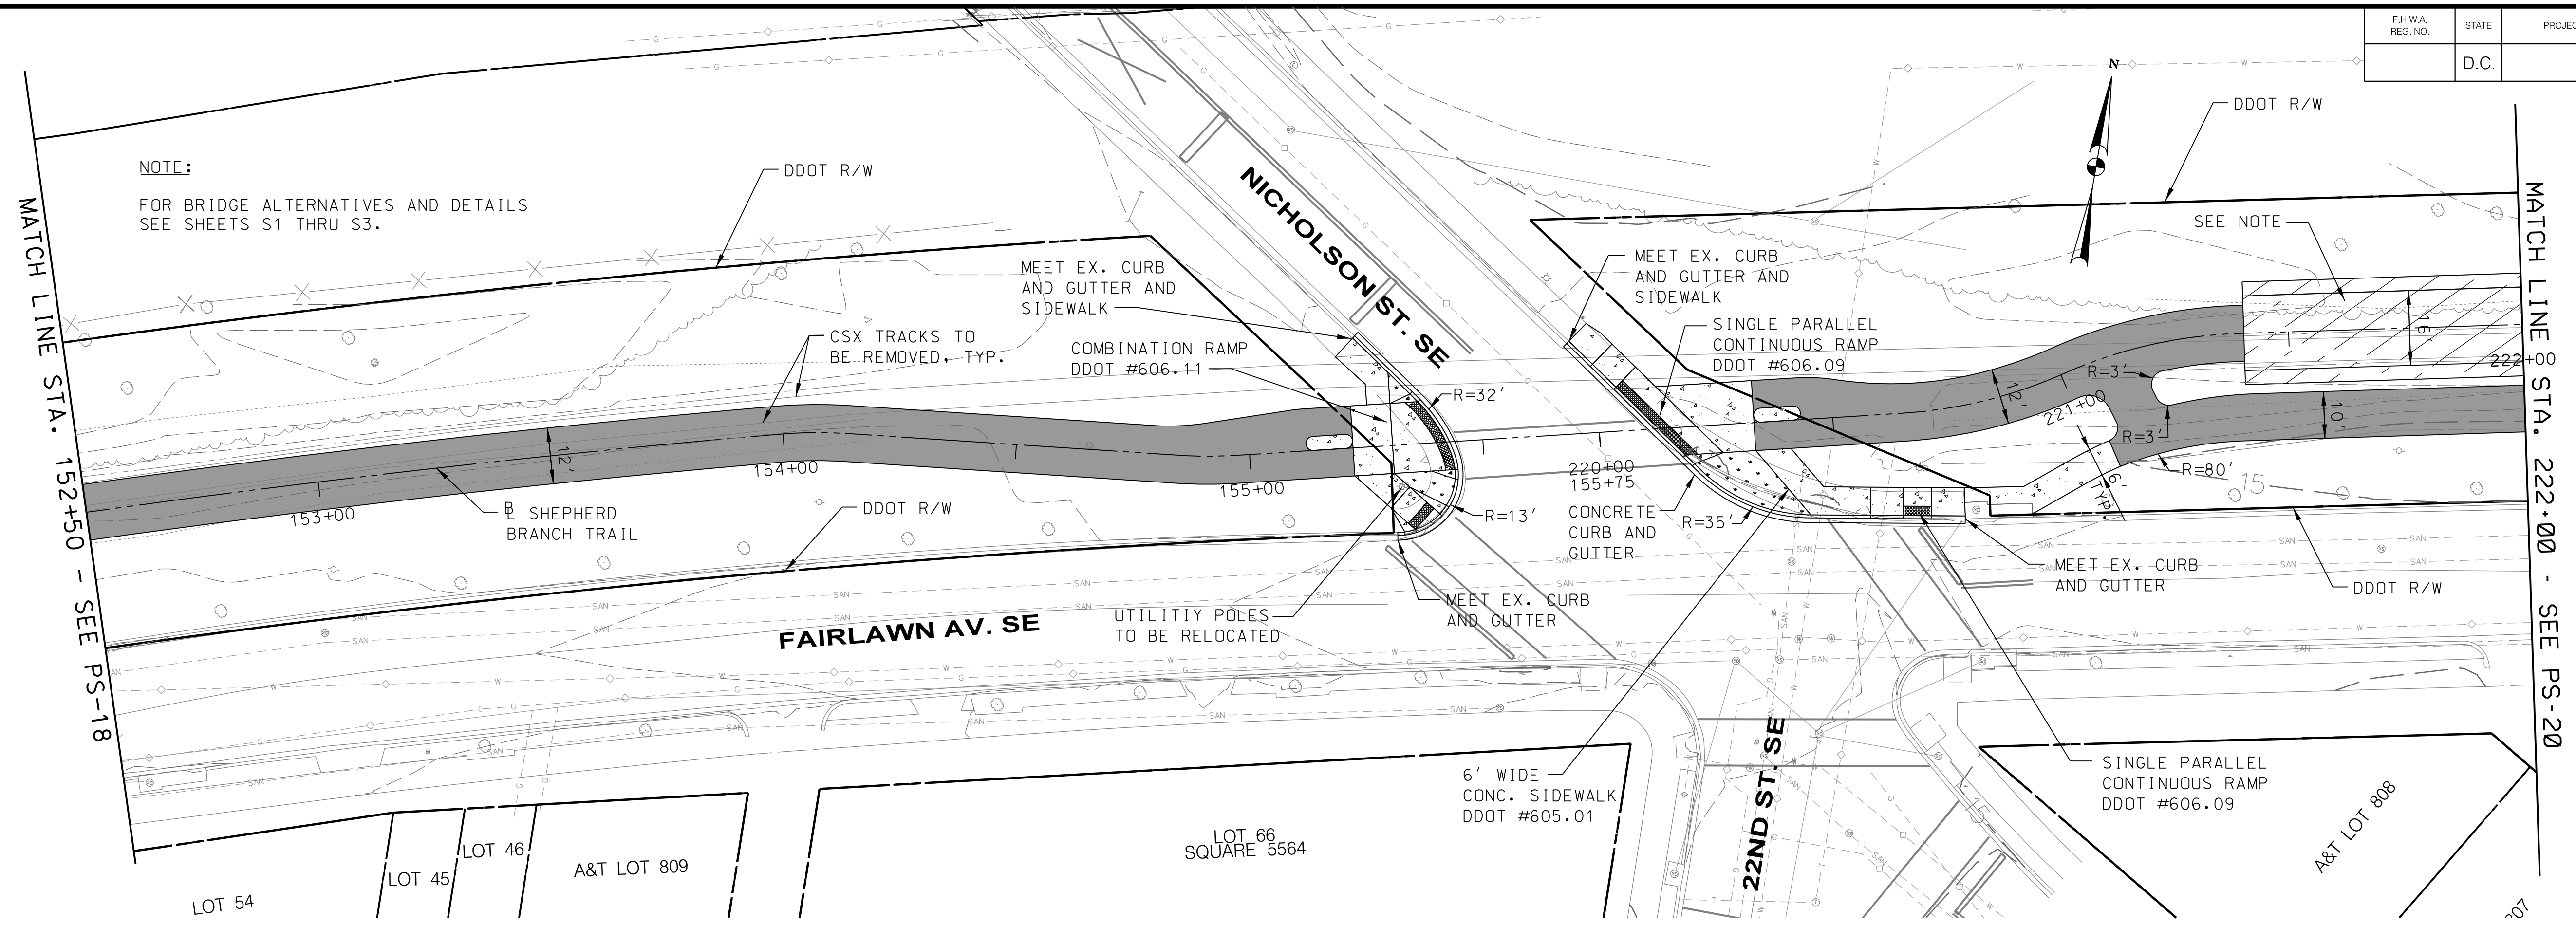 F.H.W.A.
REG. NO.
STATE
PROJEC
D.C.
N
DDOT R/W
NOTE:
FOR BRIDGE ALTERNATIVES AND DETAILS
SEE SHEETS S1 THRU S3.
DDOT R/W
NICHOLSON ST. SE
SEE NOTE
MATCH LINE STA. 152+50 - SEE PS-18
MATCH LINE STA. 222+00 - SEE PS-20
MEET EX. CURB
AND GUTTER AND
SIDEWALK
MEET EX. CURB
AND GUTTER AND
SIDEWALK
CSX TRACKS TO
BE REMOVED, TYP.
COMBINATION RAMP
DDOT #606.11
SINGLE PARALLEL
CONTINUOUS RAMP
DDOT #606.09
16'
222+00
R=32'
R=3'
12'
221+00
10'
R=3'
12'
153+00
154+00
155+00
220+00
155+75
R=80'
15
6'
TYP.
BL SHEPHERD
BRANCH TRAIL
DDOT R/W
R=13'
CONCRETE
CURB AND
GUTTER
R=35'
MEET EX. CURB
AND GUTTER
DDOT R/W
MEET EX. CURB
AND GUTTER
UTILITIY POLES
TO BE RELOCATED
FAIRLAWN AV. SE
6' WIDE
CONC. SIDEWALK
DDOT #605.01
22ND ST. SE
SINGLE PARALLEL
CONTINUOUS RAMP
DDOT #606.09
LOT 54
LOT 45
LOT 46
A&T LOT 809
LOT 66
SQUARE 5564
A&T LOT 808
207